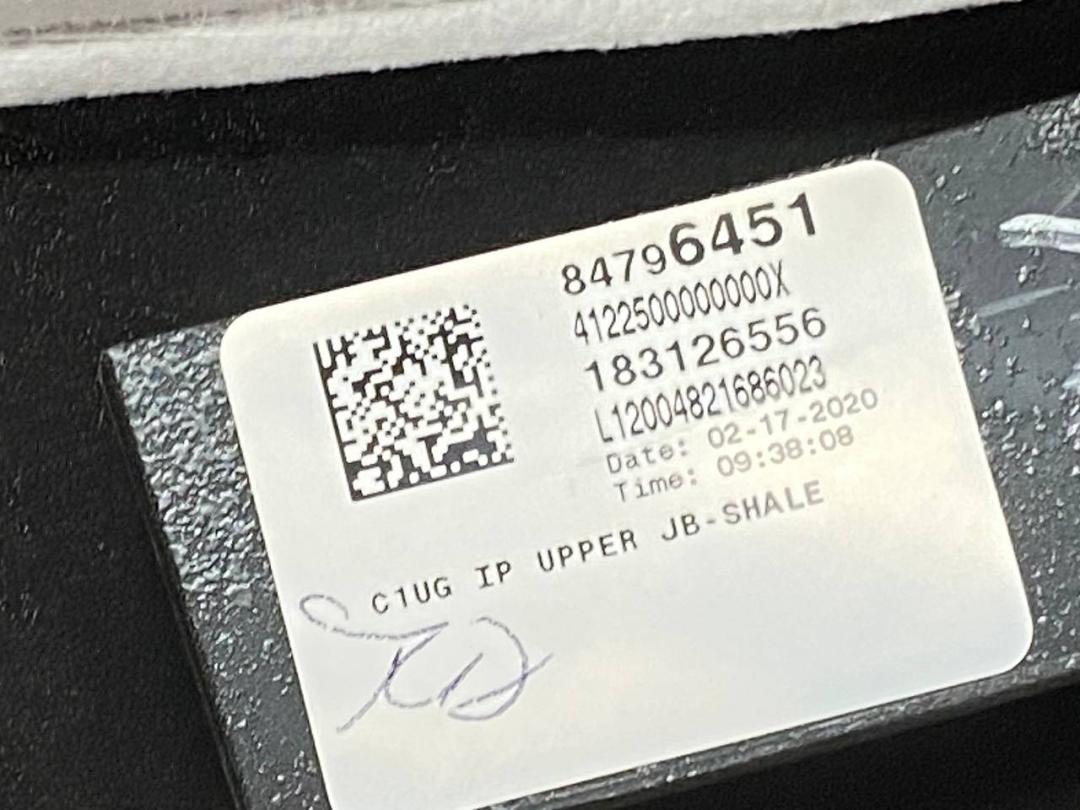 84796451
4122500000000X
183126556
L12004821686023
Date: 02-17-2020
Time: 09:38:08
C1UG IP UPPER JB-SHALE